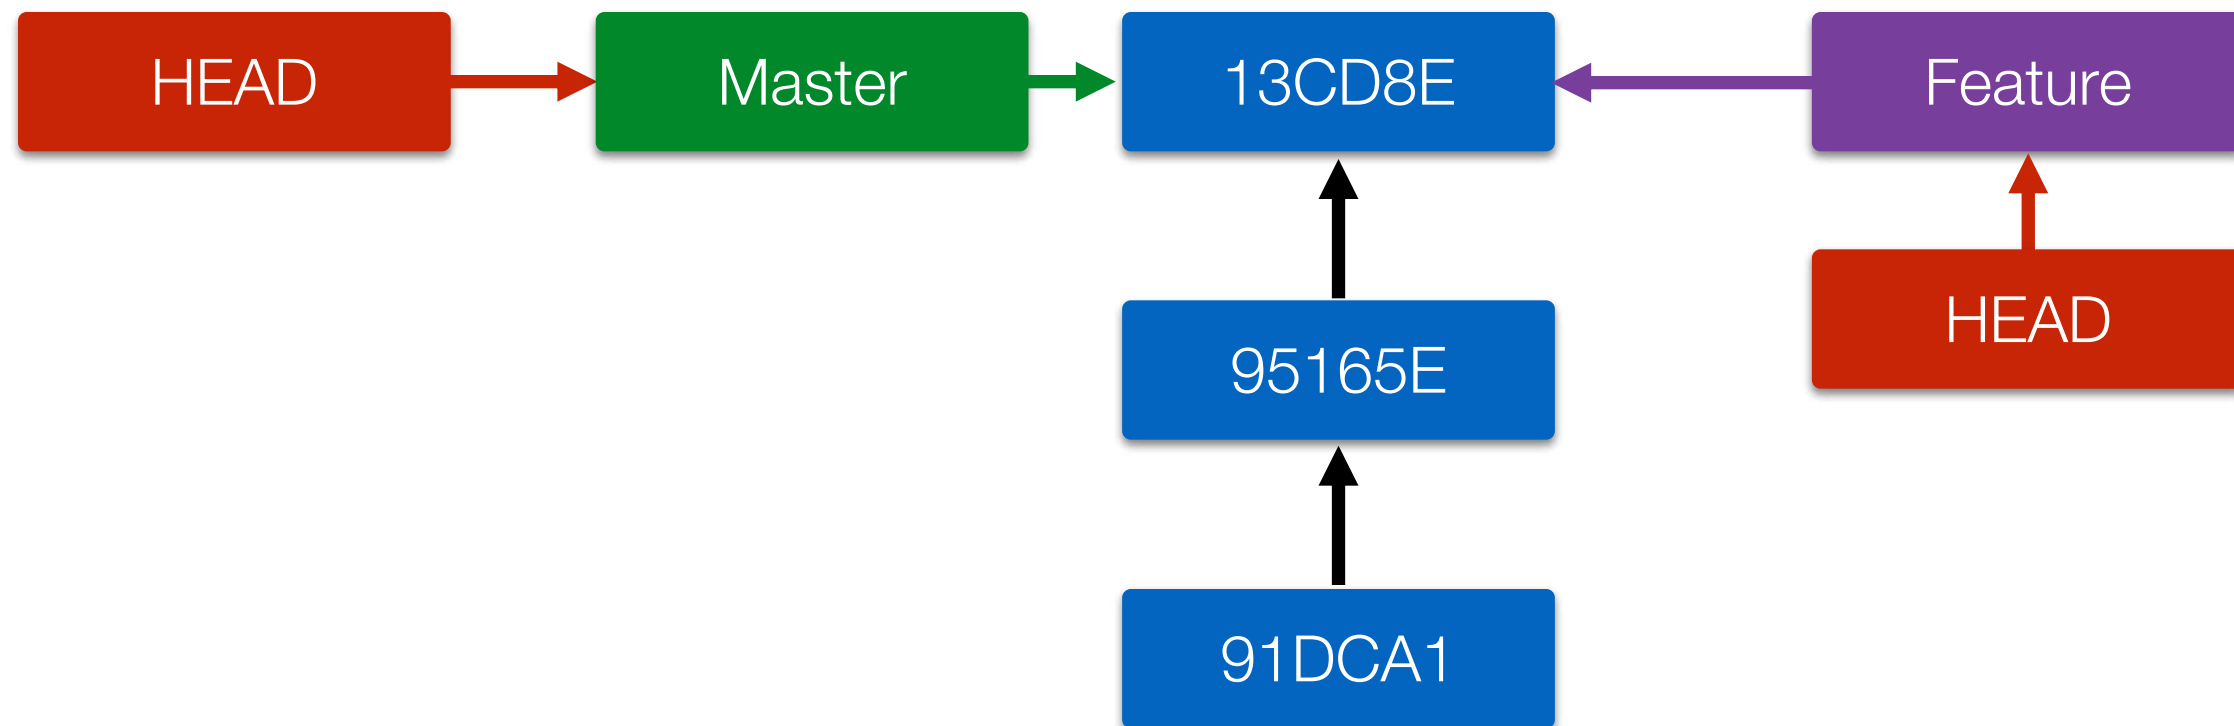 HEAD
Master
13CD8E
Feature
HEAD
95165E
91DCA1